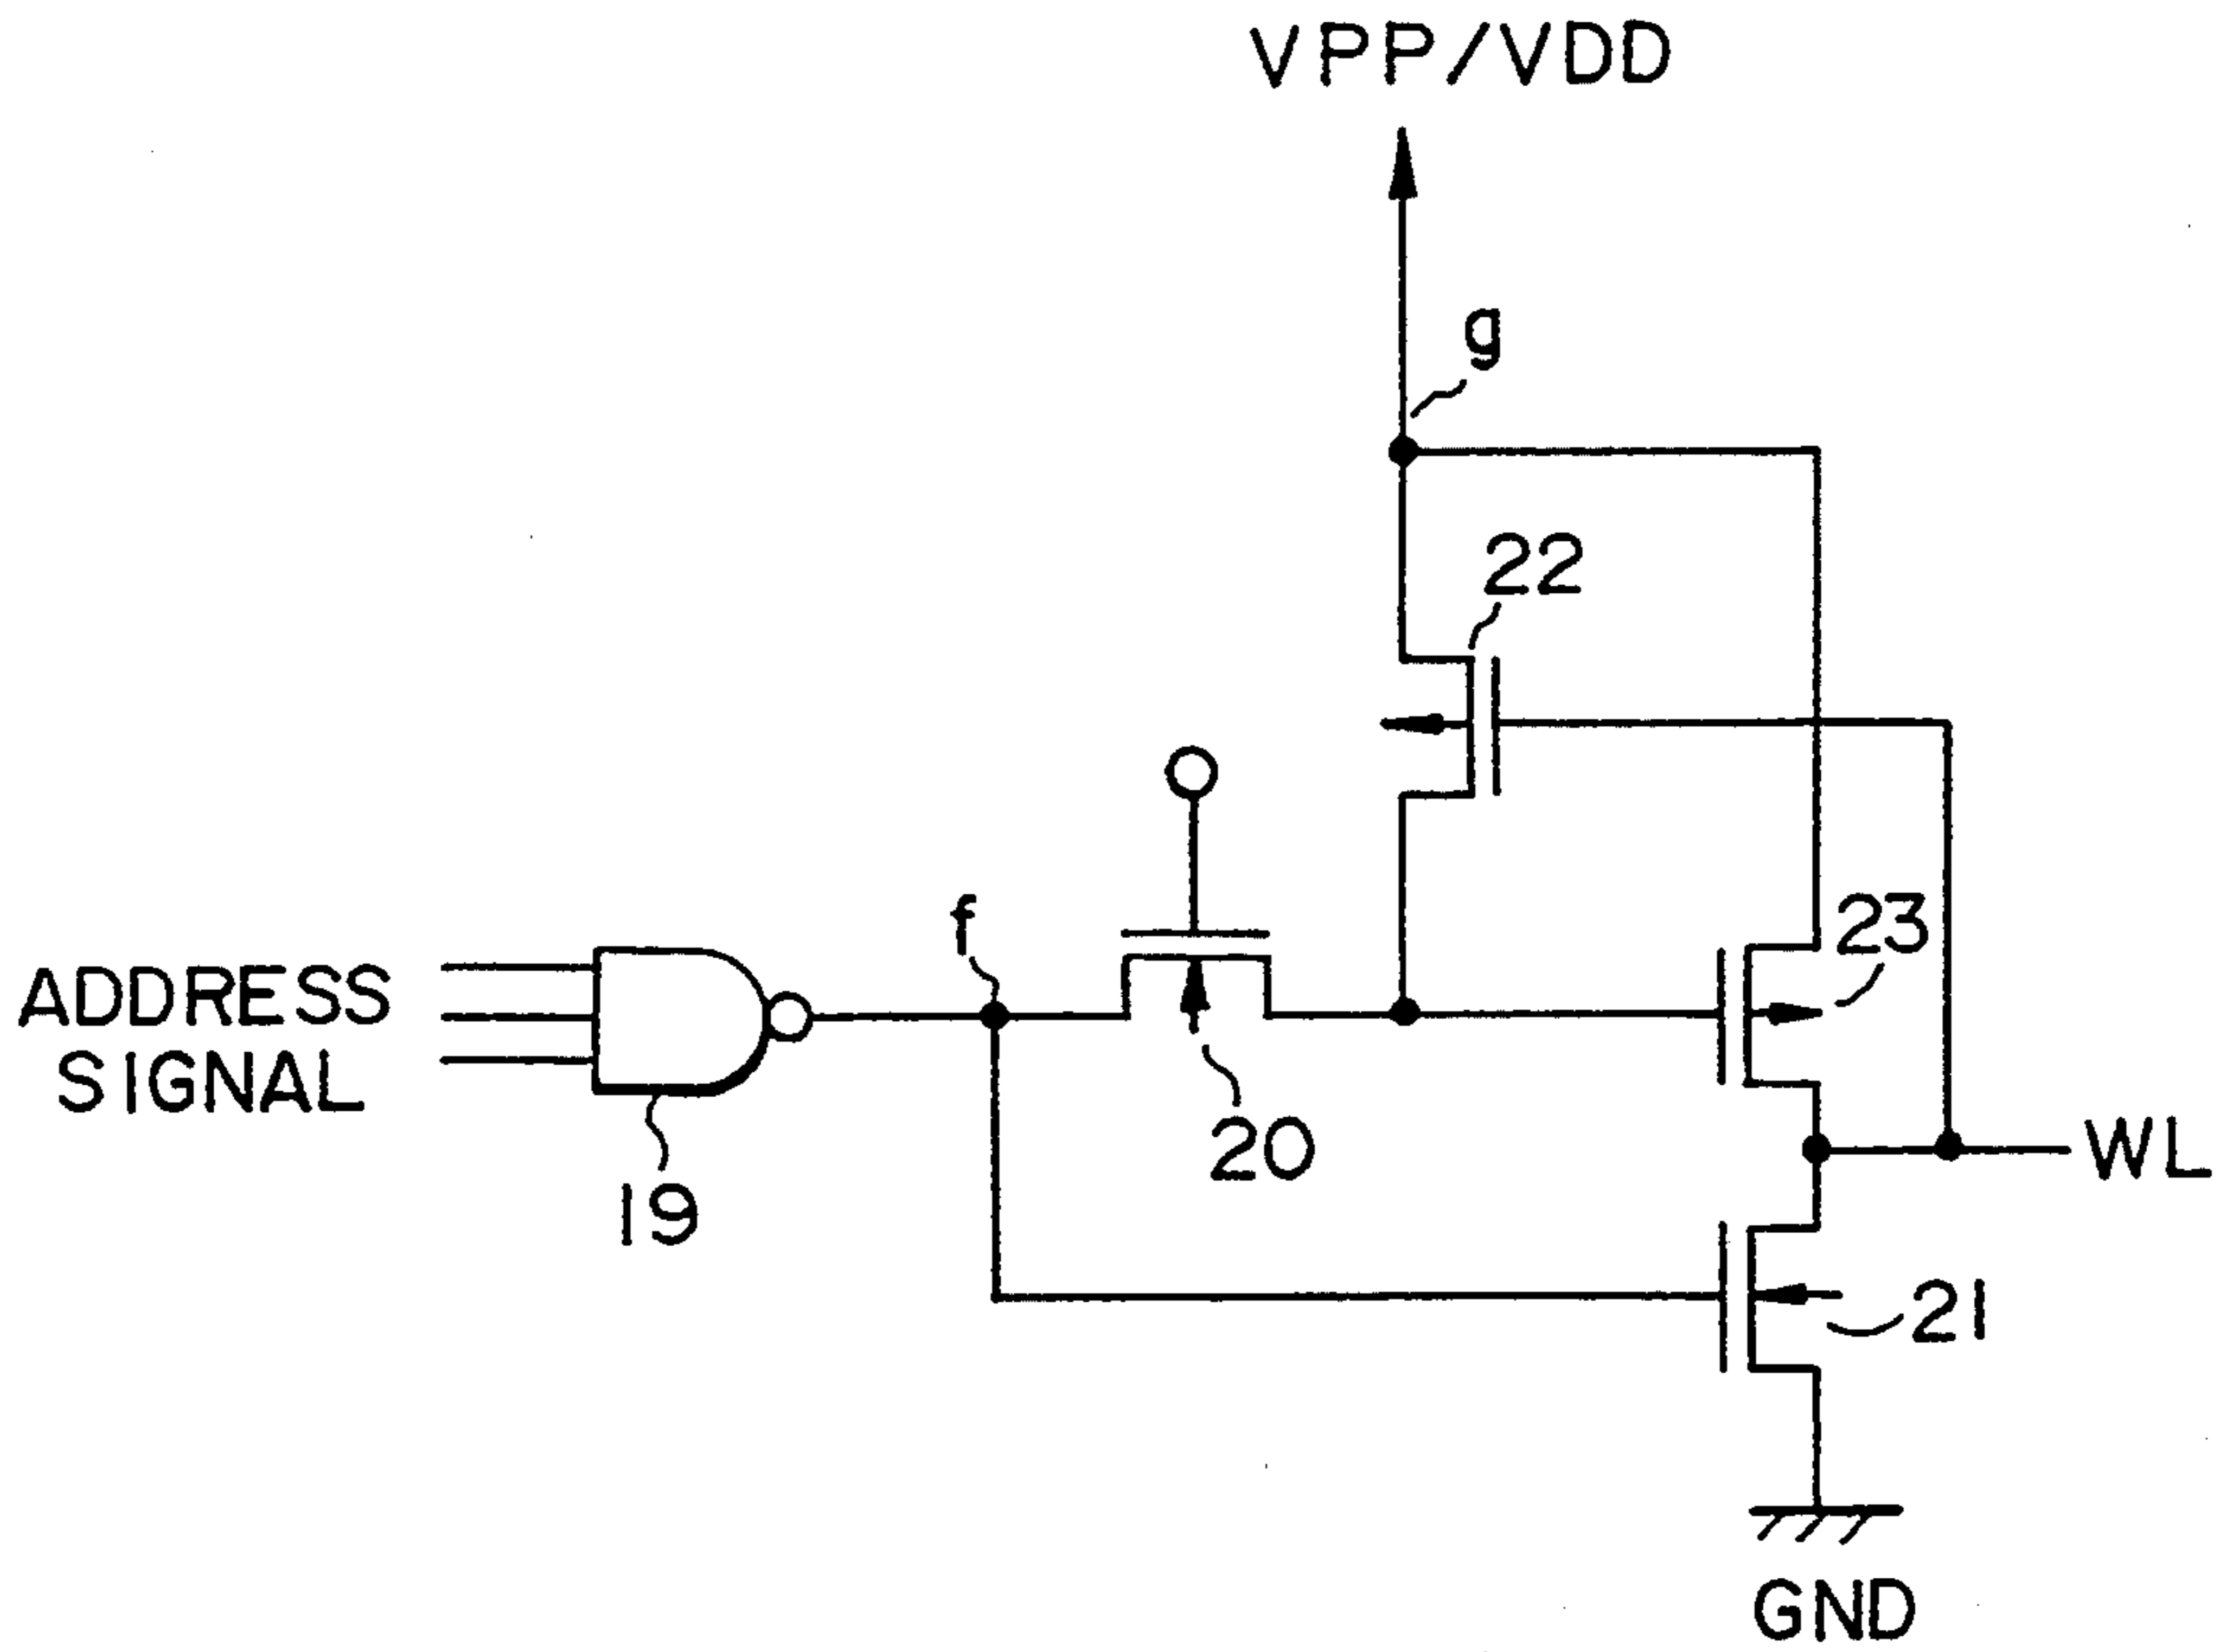 VPP/VDD
g
22
23
f
ADDRESS
SIGNAL
20
WL
19
21
GND